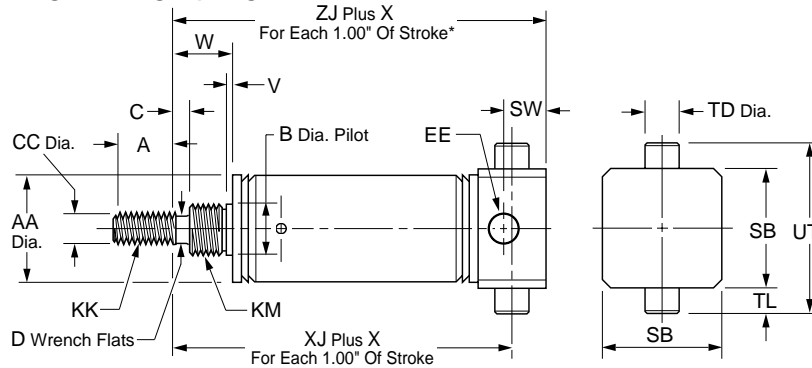 ZJ Plus X
For Each 1.00" Of Stroke*
W
V
C
SW
TD Dia.
B Dia. Pilot
EE
CC Dia.
A
AA
Dia.
SB
UT
TL
KK
KM
D Wrench Flats
XJ Plus X
For Each 1.00" Of Stroke
SB